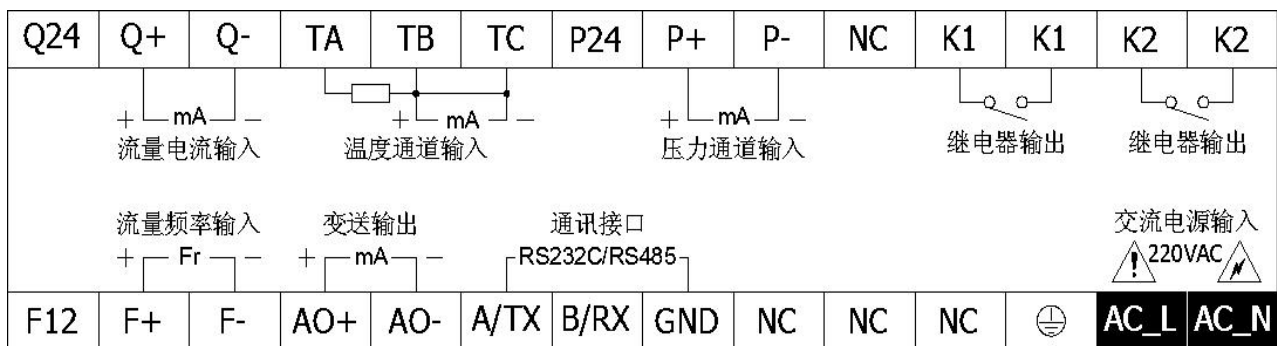 Q24 Q+ Q- TA TB TC P24 P+ P- NC K1 K1 K2 K2
+ mA - + mA - + mA -
流量电流输入 温度通道输入 压力通道输入 继电器输出 继电器输出
流量频率输入 变送输出 通讯接口 交流电源输入
+ Fr - + mA - RS232C/RS485 220VAC
F12 F+ F- AO+ AO- A/TX B/RX GND NC NC NC AC_L AC_N